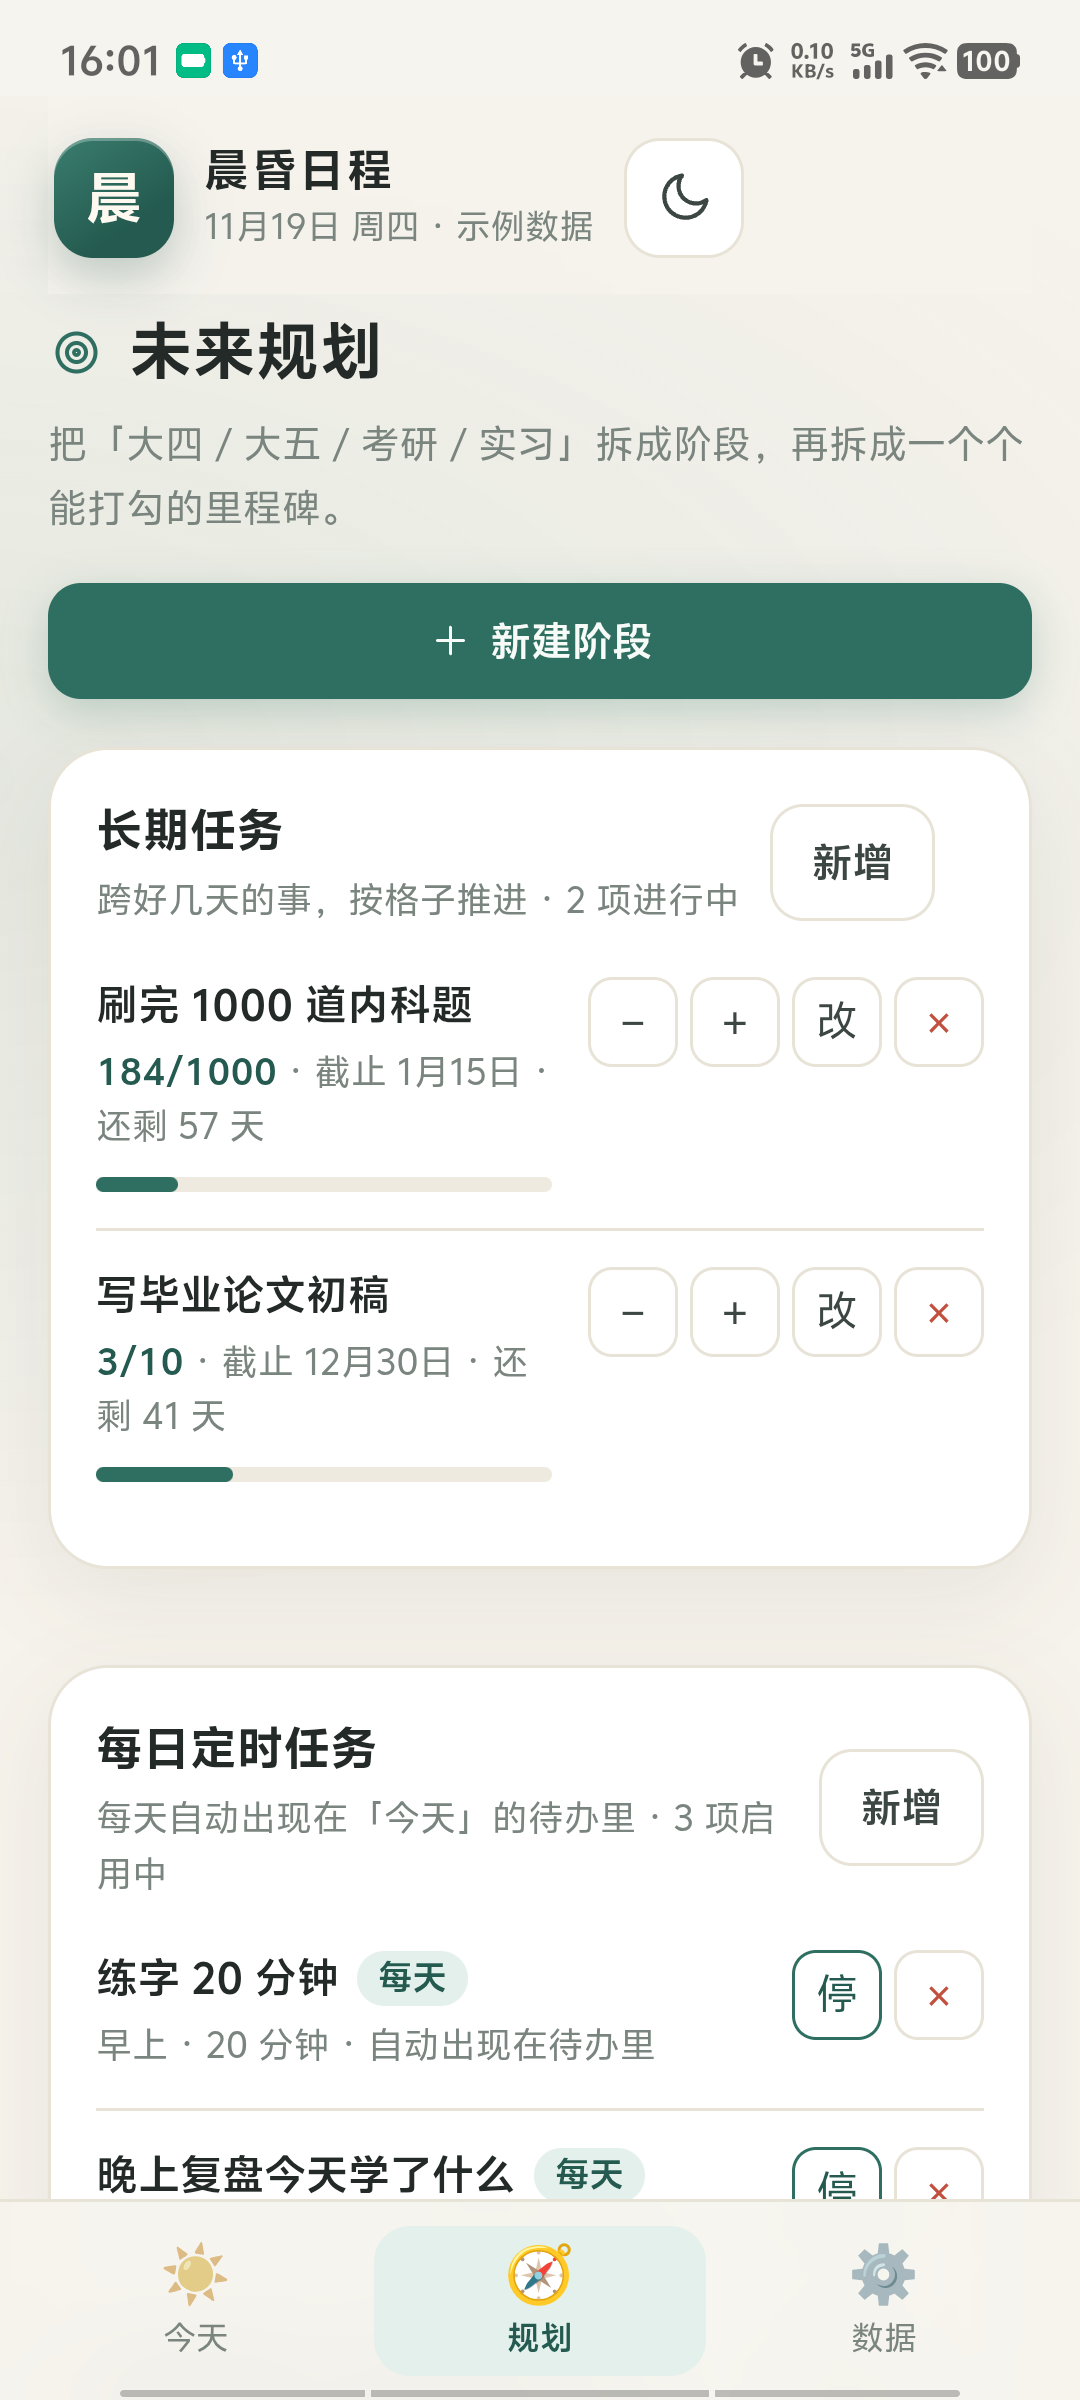 16:01
0.10 KB/s 5G 100
晨
晨昏日程
11月19日 周四 · 示例数据
未来规划
把「大四 / 大五 / 考研 / 实习」拆成阶段，再拆成一个个
能打勾的里程碑。
＋ 新建阶段
长期任务
跨好几天的事，按格子推进 · 2 项进行中
新增
刷完 1000 道内科题
− + 改 ×
184/1000 · 截止 1月15日 ·
还剩 57 天
写毕业论文初稿
− + 改 ×
3/10 · 截止 12月30日 · 还
剩 41 天
每日定时任务
每天自动出现在「今天」的待办里 · 3 项启
用中
新增
练字 20 分钟 每天
停 ×
早上 · 20 分钟 · 自动出现在待办里
晚上复盘今天学了什么 每天
停 ×
今天
规划
数据